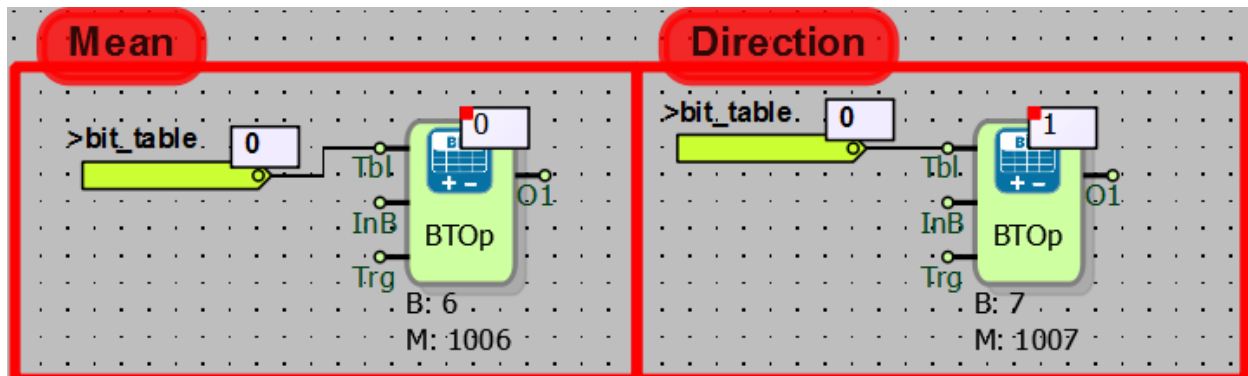 Mean
Direction
>bit_table.
0
0
Tbl
InB
Trg
BTOp
O1
B: 6
M: 1006
>bit_table.
0
1
Tbl
InB
Trg
BTOp
O1
B: 7
M: 1007